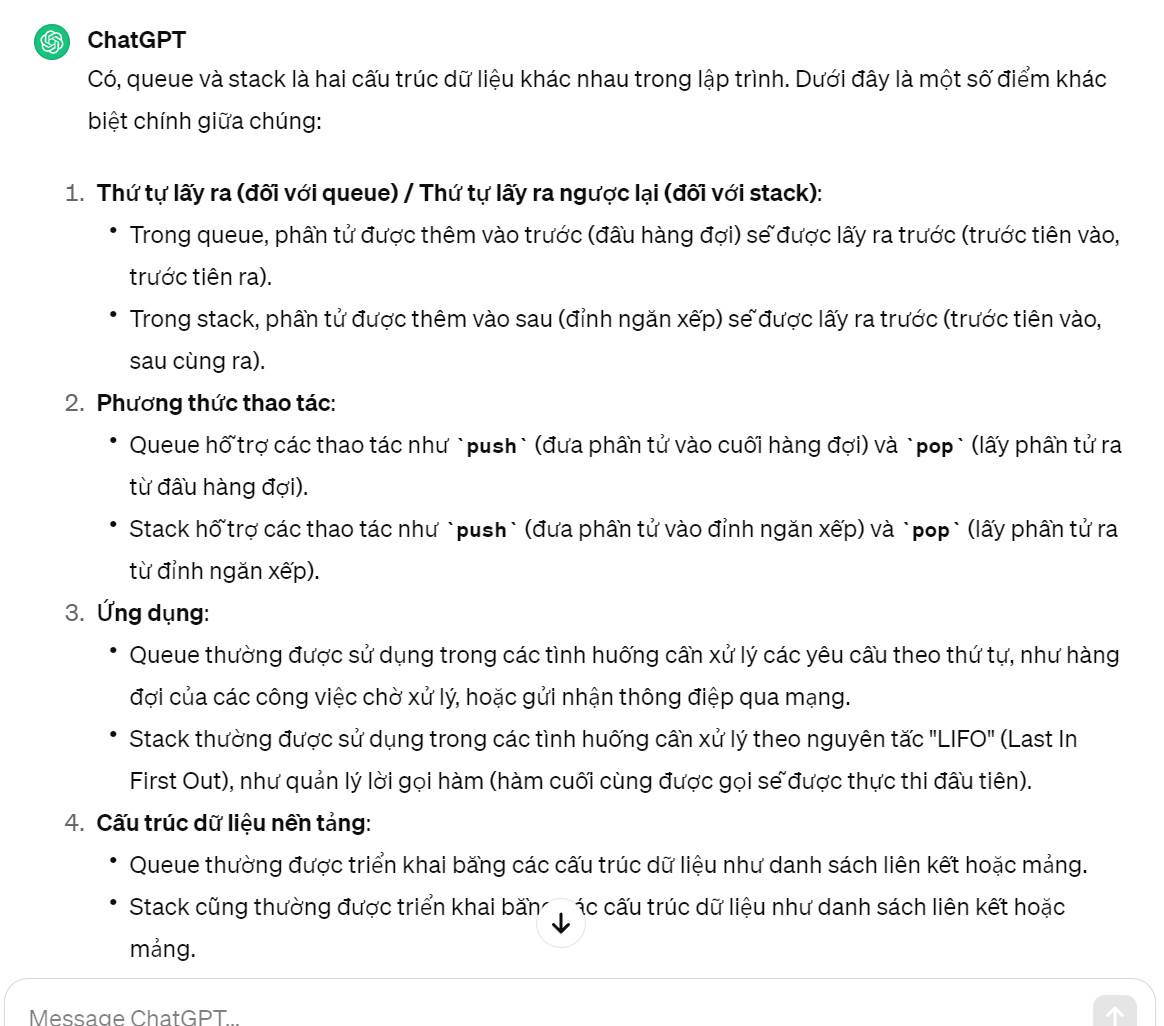 ChatGPT
Có, queue và stack là hai cấu trúc dữ liệu khác nhau trong lập trình. Dưới đây là một số điểm khác
biệt chính giữa chúng:
1. Thứ tự lấy ra (đối với queue) / Thứ tự lấy ra ngược lại (đối với stack):
• Trong queue, phần tử được thêm vào trước (đầu hàng đợi) sẽ được lấy ra trước (trước tiên vào,
trước tiên ra).
• Trong stack, phần tử được thêm vào sau (đỉnh ngăn xếp) sẽ được lấy ra trước (trước tiên vào,
sau cùng ra).
2. Phương thức thao tác:
• Queue hỗ trợ các thao tác như `push` (đưa phần tử vào cuối hàng đợi) và `pop` (lấy phần tử ra
từ đầu hàng đợi).
• Stack hỗ trợ các thao tác như `push` (đưa phần tử vào đỉnh ngăn xếp) và `pop` (lấy phần tử ra
từ đỉnh ngăn xếp).
3. Ứng dụng:
• Queue thường được sử dụng trong các tình huống cần xử lý các yêu cầu theo thứ tự, như hàng
đợi của các công việc chờ xử lý, hoặc gửi nhận thông điệp qua mạng.
• Stack thường được sử dụng trong các tình huống cần xử lý theo nguyên tắc "LIFO" (Last In
First Out), như quản lý lời gọi hàm (hàm cuối cùng được gọi sẽ được thực thi đầu tiên).
4. Cấu trúc dữ liệu nền tảng:
• Queue thường được triển khai bằng các cấu trúc dữ liệu như danh sách liên kết hoặc mảng.
• Stack cũng thường được triển khai bằng các cấu trúc dữ liệu như danh sách liên kết hoặc
mảng.
Message ChatGPT...